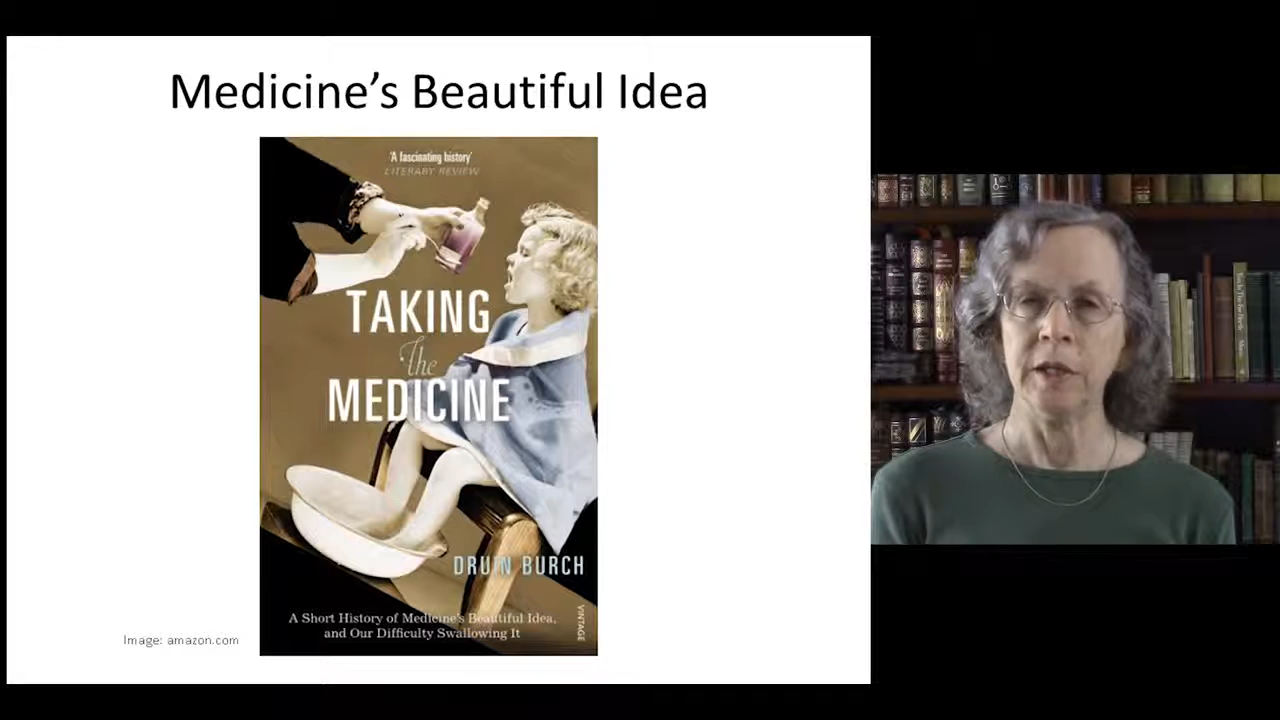 Medicine's Beautiful Idea
'A fascinating history'
LITERARY REVIEW
TAKING
The
MEDICINE
DRUIN BURCH
A Short History of Medicine's Beautiful Idea,
and Our Difficulty Swallowing It
VINTAGE
Image: amazon.com